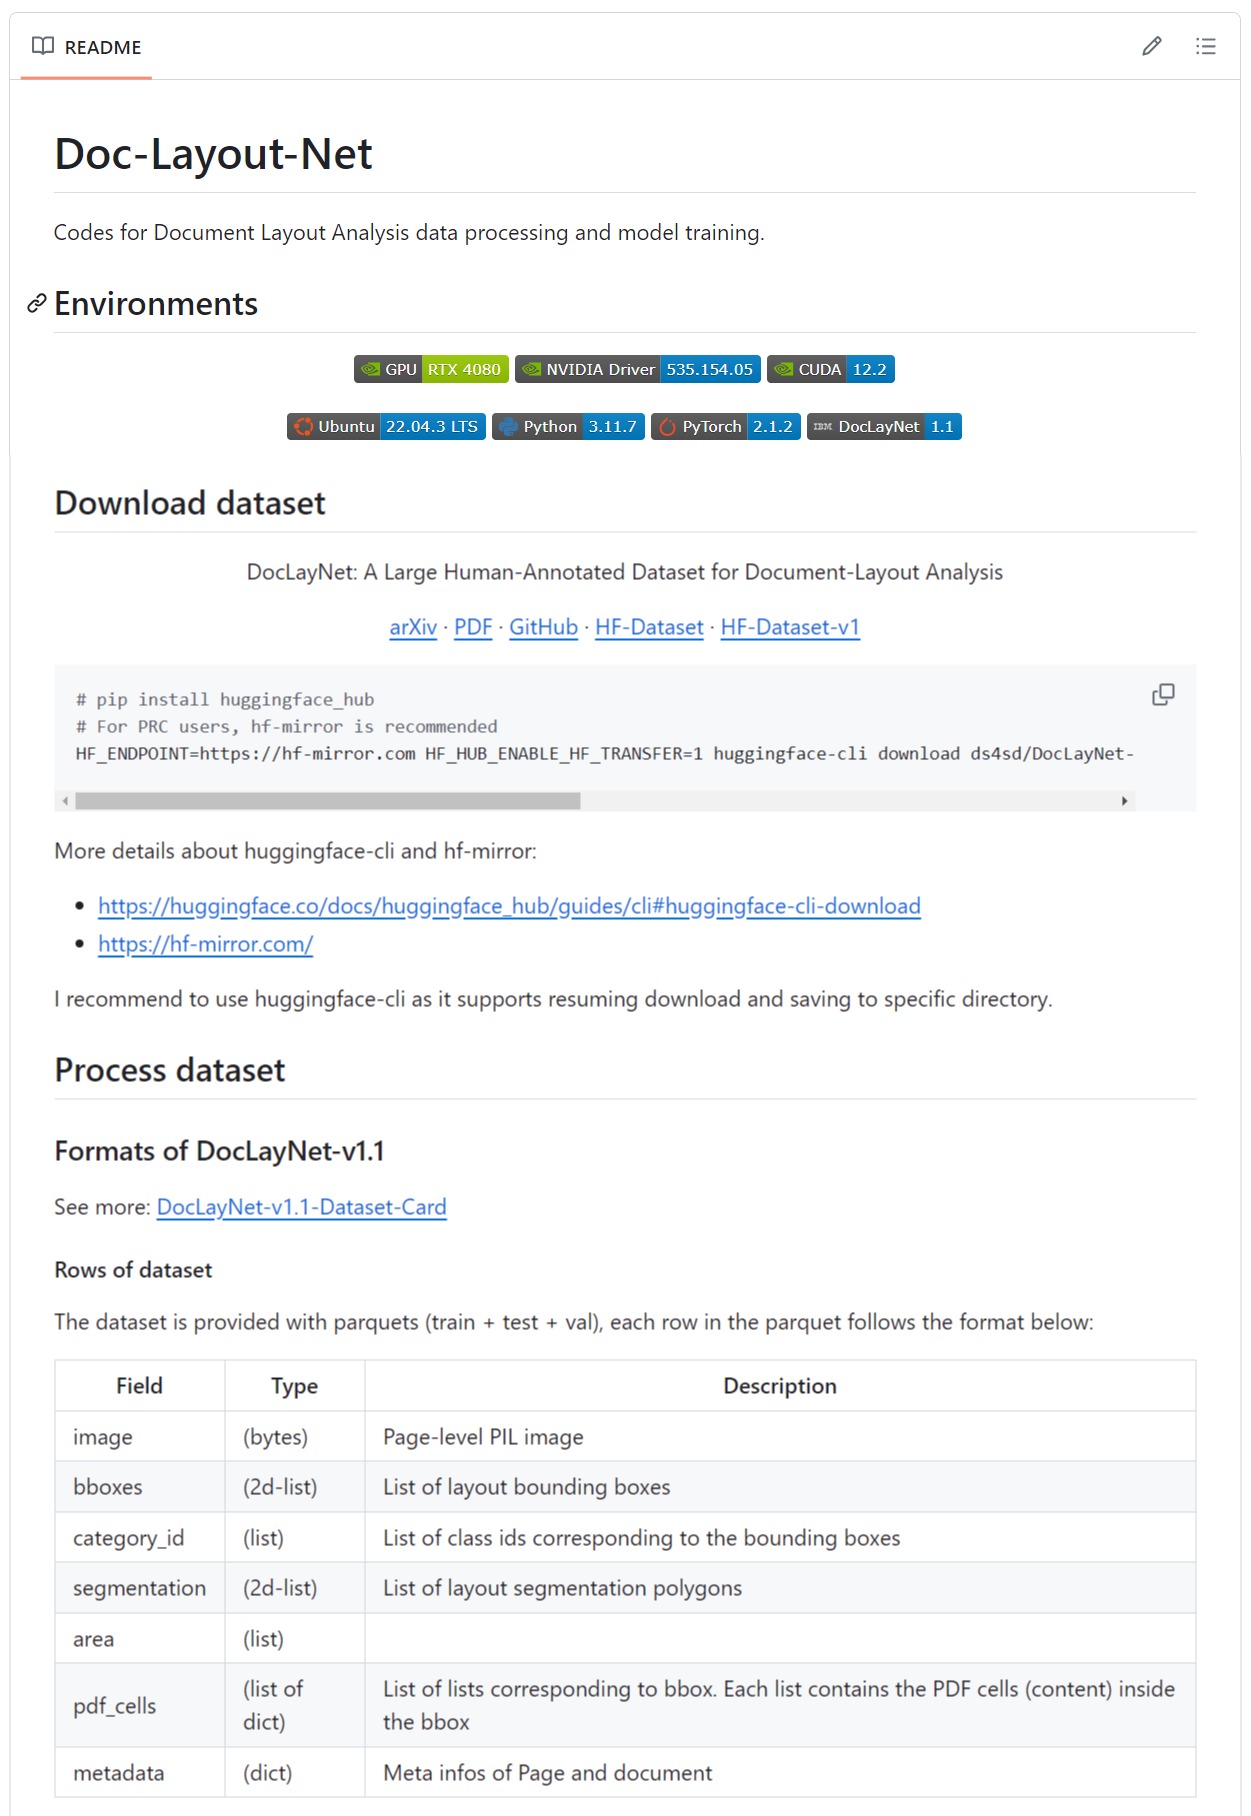 README
Doc-Layout-Net
Codes for Document Layout Analysis data processing and model training.
Environments
GPU RTX 4080 NVIDIA Driver 535.154.05 CUDA 12.2
Ubuntu 22.04.3 LTS Python 3.11.7 PyTorch 2.1.2 IBM DocLayNet 1.1
Download dataset
DocLayNet: A Large Human-Annotated Dataset for Document-Layout Analysis
arXiv · PDF · GitHub · HF-Dataset · HF-Dataset-v1
# pip install huggingface_hub
# For PRC users, hf-mirror is recommended
HF_ENDPOINT=https://hf-mirror.com HF_HUB_ENABLE_HF_TRANSFER=1 huggingface-cli download ds4sd/DocLayNet-
More details about huggingface-cli and hf-mirror:
• https://huggingface.co/docs/huggingface_hub/guides/cli#huggingface-cli-download
• https://hf-mirror.com/
I recommend to use huggingface-cli as it supports resuming download and saving to specific directory.
Process dataset
Formats of DocLayNet-v1.1
See more: DocLayNet-v1.1-Dataset-Card
Rows of dataset
The dataset is provided with parquets (train + test + val), each row in the parquet follows the format below:
Field Type Description
image (bytes) Page-level PIL image
bboxes (2d-list) List of layout bounding boxes
category_id (list) List of class ids corresponding to the bounding boxes
segmentation (2d-list) List of layout segmentation polygons
area (list)
pdf_cells (list of dict) List of lists corresponding to bbox. Each list contains the PDF cells (content) inside
the bbox
metadata (dict) Meta infos of Page and document